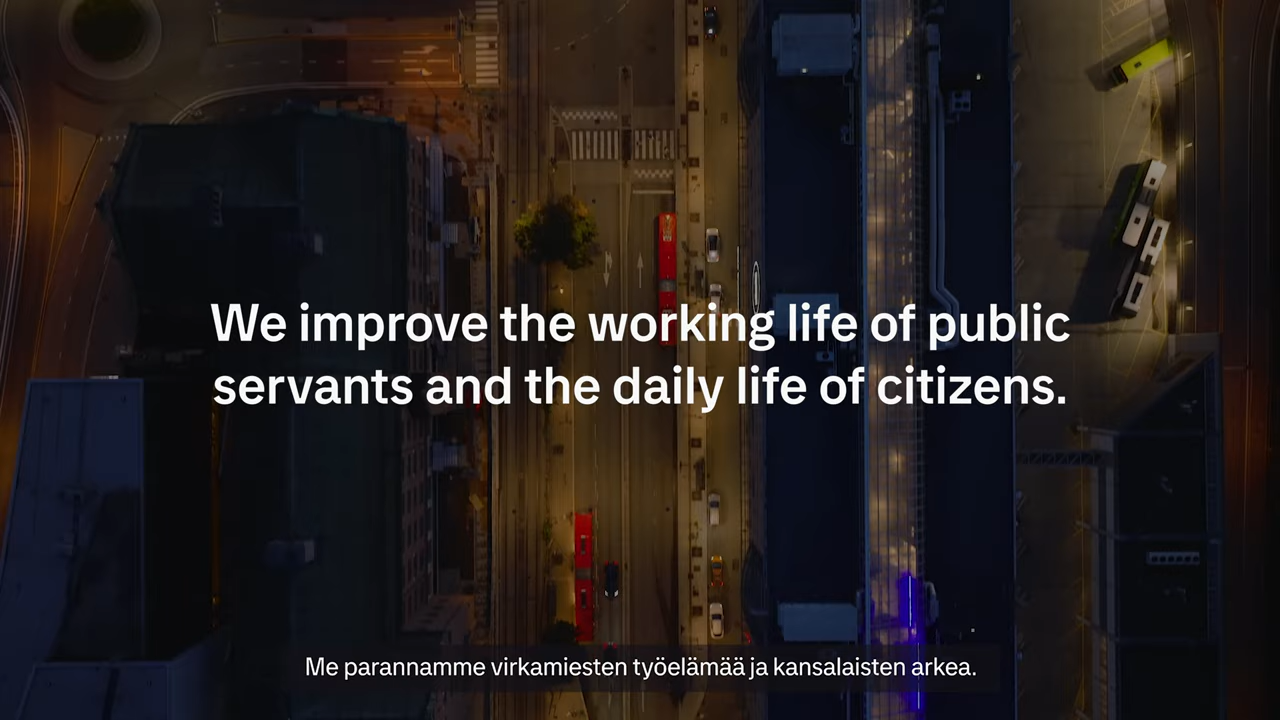 We improve the working life of public
servants and the daily life of citizens.
Me parannamme virkamiesten työelämää ja kansalaisten arkea.